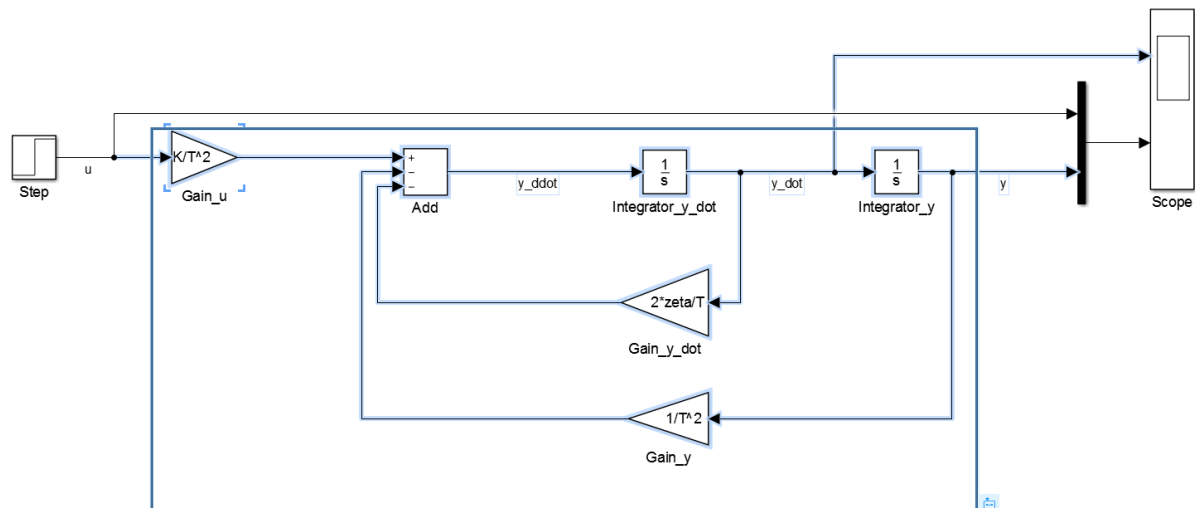 Step
u
K/T^2
Gain_u
+
−
−
Add
y_ddot
1
s
Integrator_y_dot
y_dot
1
s
Integrator_y
y
Scope
2*zeta/T
Gain_y_dot
1/T^2
Gain_y